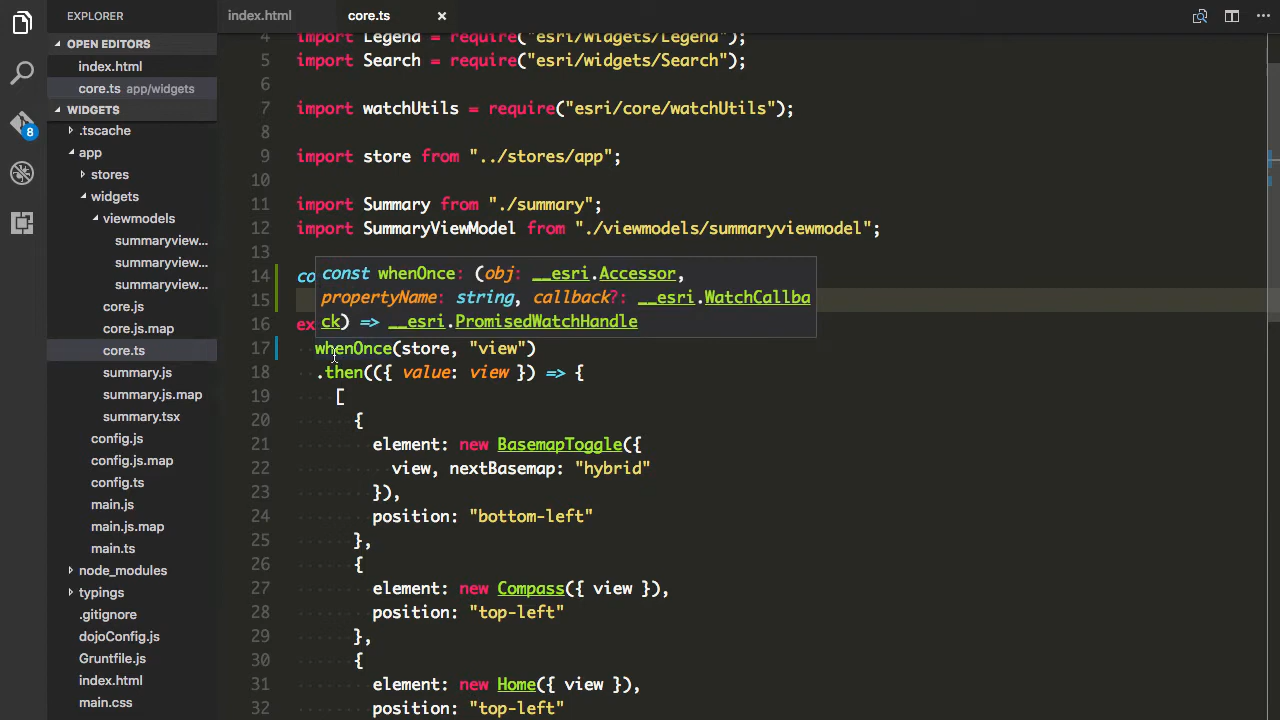 EXPLORER
OPEN EDITORS
index.html
core.ts app/widgets
WIDGETS
.tscache
app
stores
widgets
viewmodels
summaryview...
summaryview...
summaryview...
core.js
core.js.map
core.ts
summary.js
summary.js.map
summary.tsx
config.js
config.js.map
config.ts
main.js
main.js.map
main.ts
node_modules
typings
.gitignore
dojoConfig.js
Gruntfile.js
index.html
main.css
8
index.html core.ts ×
4 import Legend = require("esri/widgets/Legend");
5 import Search = require("esri/widgets/Search");
6
7 import watchUtils = require("esri/core/watchUtils");
8
9 import store from "../stores/app";
10
11 import Summary from "./summary";
12 import SummaryViewModel from "./viewmodels/summaryviewmodel";
13
14 co
15
16 ex
const whenOnce: (obj: __esri.Accessor,
propertyName: string, callback?: __esri.WatchCallba
ck) => __esri.PromisedWatchHandle
17 whenOnce(store, "view")
18 .then(({ value: view }) => {
19 [
20 {
21 element: new BasemapToggle({
22 view, nextBasemap: "hybrid"
23 }),
24 position: "bottom-left"
25 },
26 {
27 element: new Compass({ view }),
28 position: "top-left"
29 },
30 {
31 element: new Home({ view }),
32 position: "top-left"